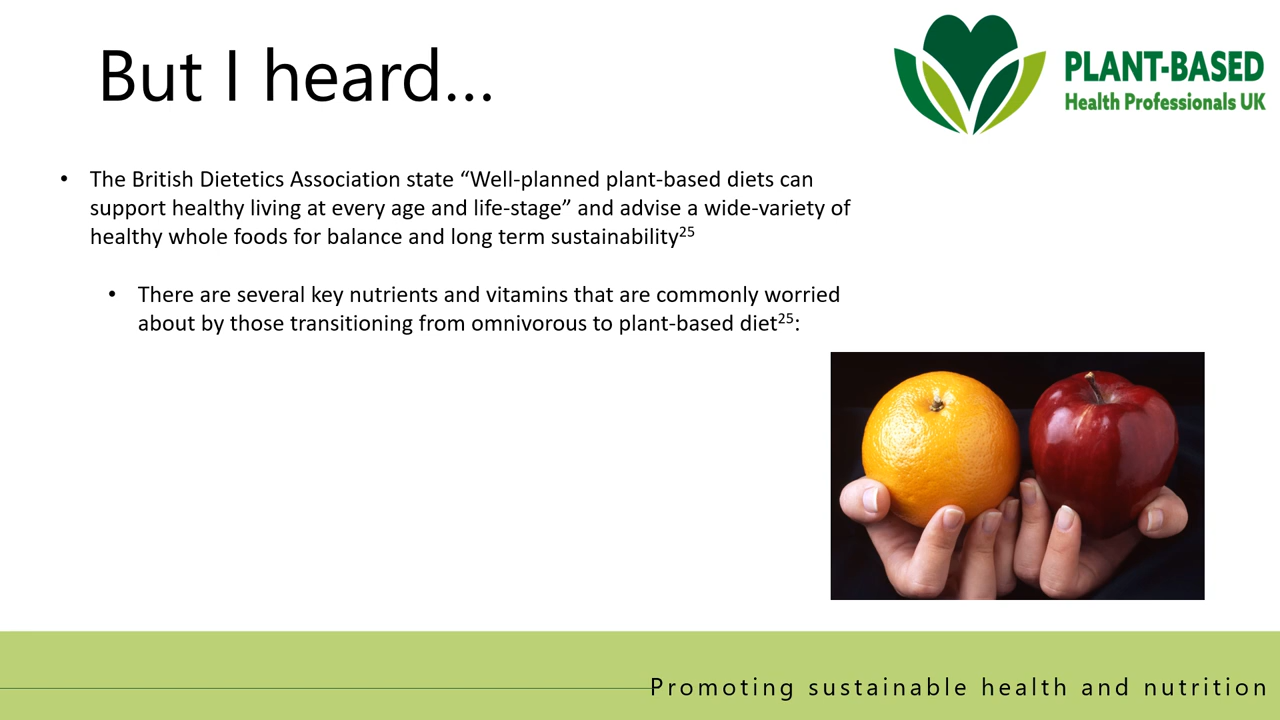 But I heard...
PLANT-BASED
Health Professionals UK
• The British Dietetics Association state “Well-planned plant-based diets can
support healthy living at every age and life-stage” and advise a wide-variety of
healthy whole foods for balance and long term sustainability²⁵
• There are several key nutrients and vitamins that are commonly worried
about by those transitioning from omnivorous to plant-based diet²⁵:
Promoting sustainable health and nutrition